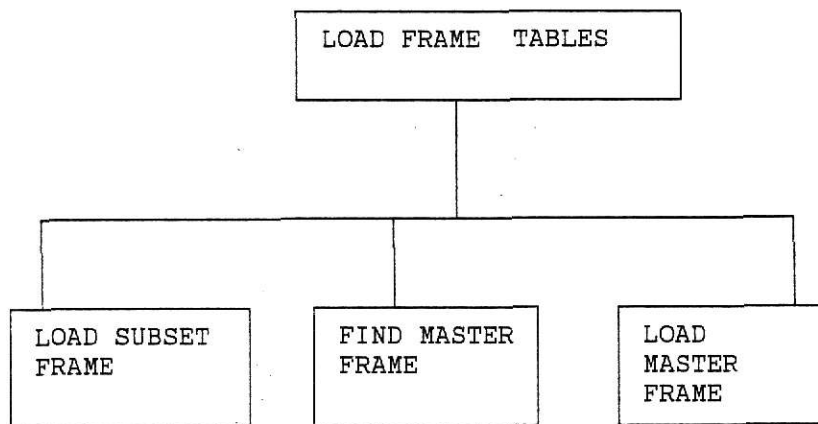 LOAD FRAME TABLES
LOAD SUBSET
FRAME
FIND MASTER
FRAME
LOAD
MASTER
FRAME